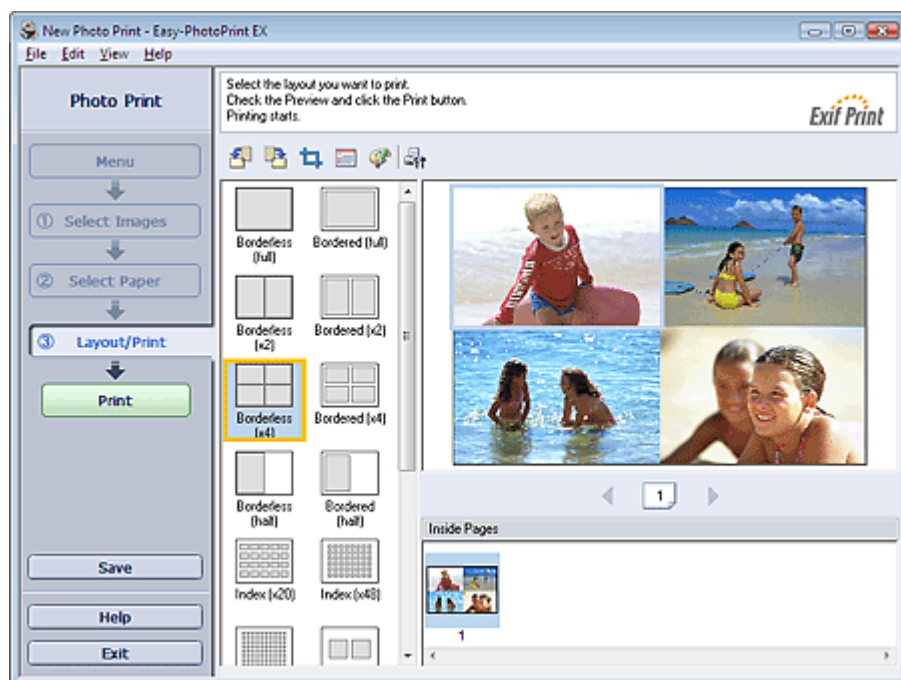 New Photo Print - Easy-PhotoPrint EX
File Edit View Help
Photo Print
Select the layout you want to print.
Check the Preview and click the Print button.
Printing starts.
Exif Print
Menu
① Select Images
② Select Paper
③ Layout/Print
Print
Save
Help
Exit
Borderless
(full)
Bordered (full)
Borderless
(x2)
Bordered (x2)
Borderless
(x4)
Bordered (x4)
Borderless
(half)
Bordered
(half)
Index (x20)
Index (x48)
1
Inside Pages
1